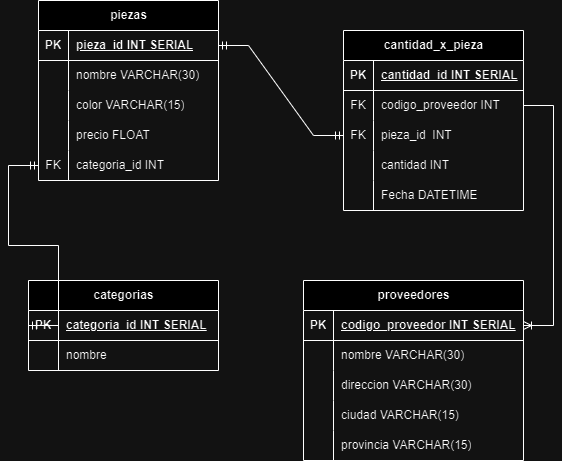 piezas
PK pieza_id INT SERIAL
nombre VARCHAR(30)
color VARCHAR(15)
precio FLOAT
FK categoria_id INT
cantidad_x_pieza
PK cantidad_id INT SERIAL
FK codigo_proveedor INT
FK pieza_id INT
cantidad INT
Fecha DATETIME
categorias
PK categoria_id INT SERIAL
nombre
proveedores
PK codigo_proveedor INT SERIAL
nombre VARCHAR(30)
direccion VARCHAR(30)
ciudad VARCHAR(15)
provincia VARCHAR(15)